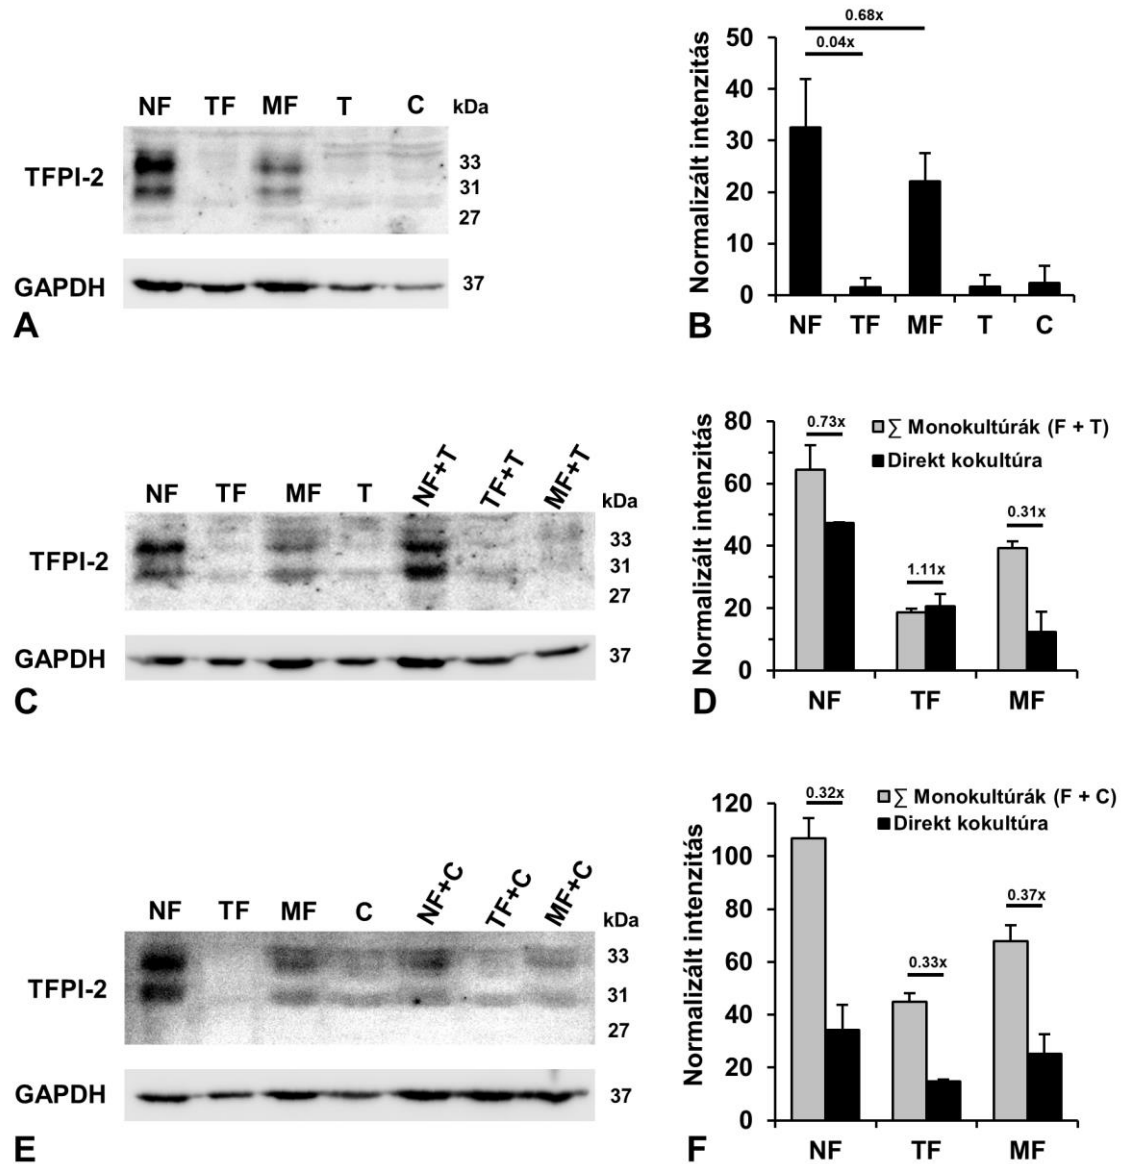 NF TF MF T C kDa
TFPI-2
33
31
27
GAPDH
37
A
0.68x
0.04x
Normalizált intenzitás
50
40
30
20
10
0
NF TF MF T C
B
NF TF MF T NF+T TF+T MF+T kDa
TFPI-2
33
31
27
GAPDH
37
C
∑ Monokultúrák (F + T)
Direkt kokultúra
0.73x
1.11x
0.31x
Normalizált intenzitás
80
60
40
20
0
NF TF MF
D
NF TF MF C NF+C TF+C MF+C kDa
TFPI-2
33
31
27
GAPDH
37
E
∑ Monokultúrák (F + C)
Direkt kokultúra
0.32x
0.33x
0.37x
Normalizált intenzitás
120
100
80
60
40
20
0
NF TF MF
F